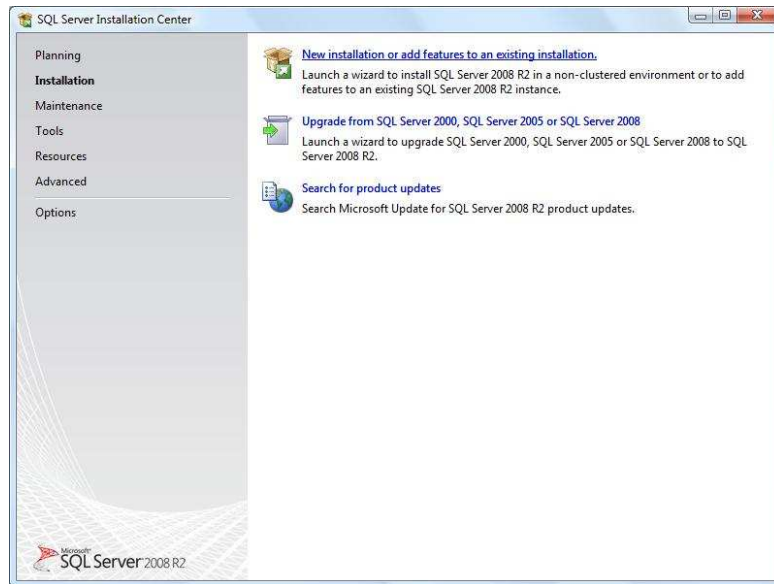 SQL Server Installation Center
Planning
Installation
Maintenance
Tools
Resources
Advanced
Options
New installation or add features to an existing installation.
Launch a wizard to install SQL Server 2008 R2 in a non-clustered environment or to add
features to an existing SQL Server 2008 R2 instance.
Upgrade from SQL Server 2000, SQL Server 2005 or SQL Server 2008
Launch a wizard to upgrade SQL Server 2000, SQL Server 2005 or SQL Server 2008 to SQL
Server 2008 R2.
Search for product updates
Search Microsoft Update for SQL Server 2008 R2 product updates.
Microsoft
SQL Server 2008 R2